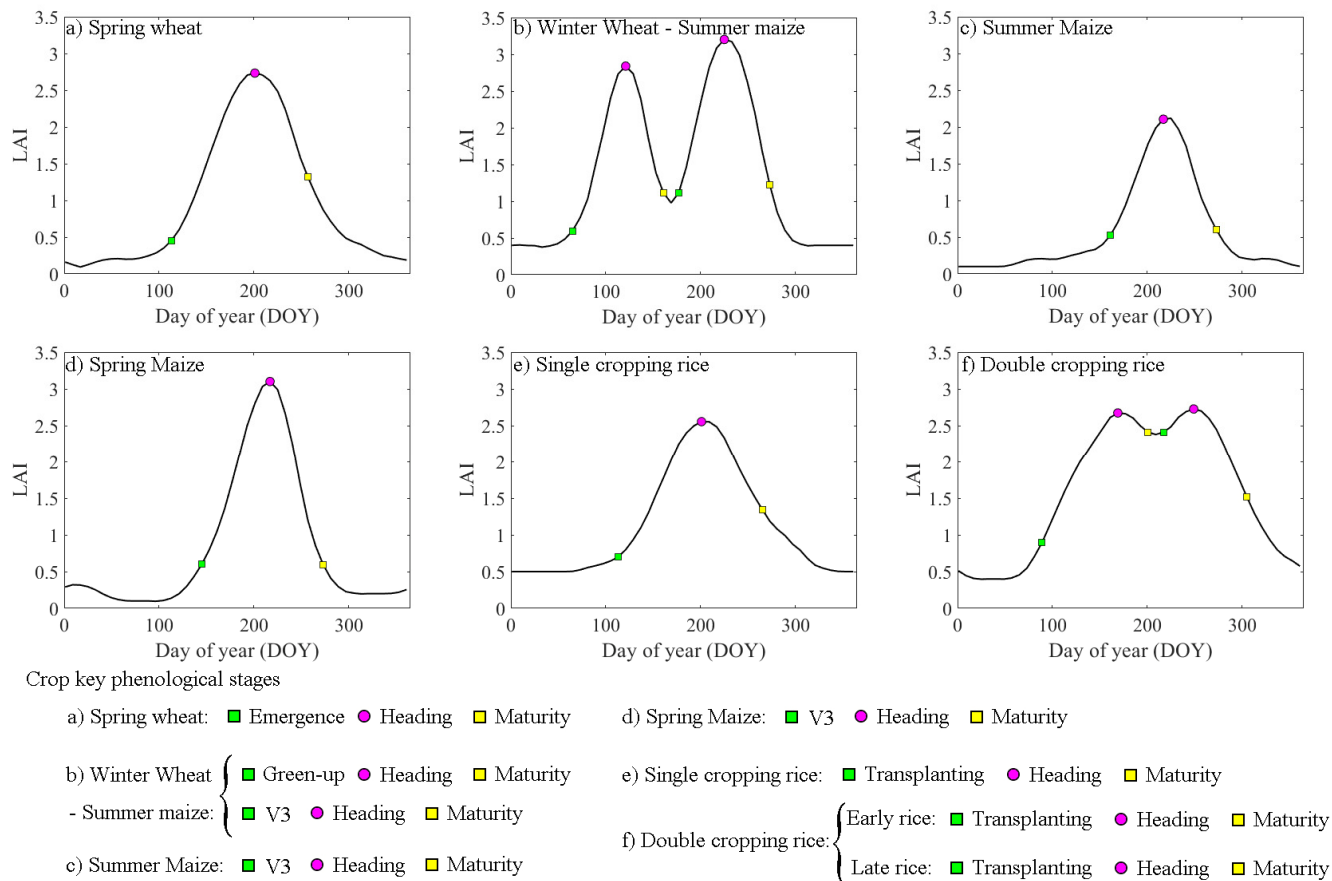 a) Spring wheat
3.5
3
2.5
2
1.5
1
0.5
0
LAI
0 100 200 300
Day of year (DOY)
b) Winter Wheat - Summer maize
3.5
3
2.5
2
1.5
1
0.5
0
LAI
0 100 200 300
Day of year (DOY)
c) Summer Maize
3.5
3
2.5
2
1.5
1
0.5
0
LAI
0 100 200 300
Day of year (DOY)
d) Spring Maize
3.5
3
2.5
2
1.5
1
0.5
0
LAI
0 100 200 300
Day of year (DOY)
e) Single cropping rice
3.5
3
2.5
2
1.5
1
0.5
0
LAI
0 100 200 300
Day of year (DOY)
f) Double cropping rice
3.5
3
2.5
2
1.5
1
0.5
0
LAI
0 100 200 300
Day of year (DOY)
Crop key phenological stages
a) Spring wheat: Emergence Heading Maturity
b) Winter Wheat Green-up Heading Maturity
- Summer maize: V3 Heading Maturity
c) Summer Maize: V3 Heading Maturity
d) Spring Maize: V3 Heading Maturity
e) Single cropping rice: Transplanting Heading Maturity
f) Double cropping rice:
Early rice: Transplanting Heading Maturity
Late rice: Transplanting Heading Maturity